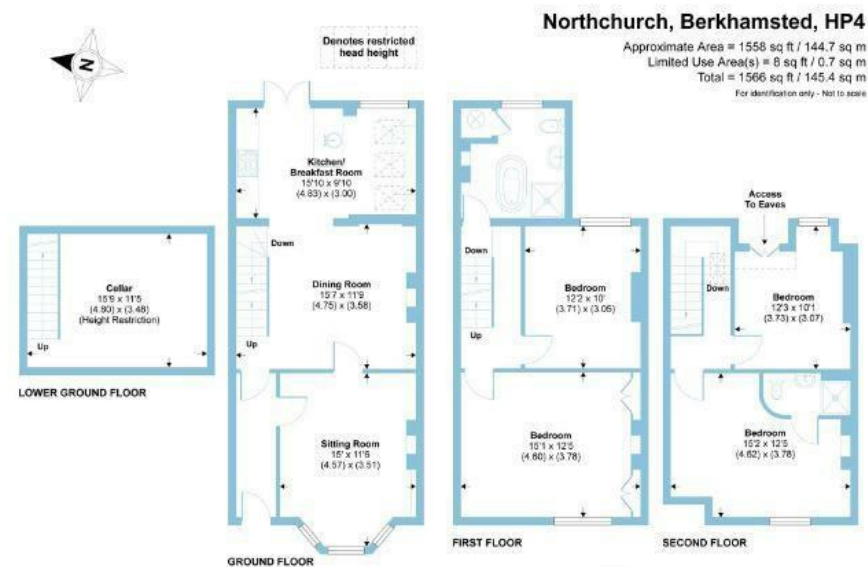 Northchurch, Berkhamsted, HP4
Approximate Area = 1558 sq ft / 144.7 sq m
Limited Use Area(s) = 8 sq ft / 0.7 sq m
Total = 1566 sq ft / 145.4 sq m
For identification only - Not to scale
N
Denotes restricted
head height
Kitchen/
Breakfast Room
15'10 x 9'10
(4.83) x (3.00)
Down
Dining Room
15'7 x 11'9
(4.75) x (3.58)
Up
Sitting Room
15' x 11'6
(4.57) x (3.51)
GROUND FLOOR
Cellar
15'9 x 11'5
(4.80) x (3.48)
(Height Restriction)
Up
LOWER GROUND FLOOR
Down
Bedroom
12'2 x 10'
(3.71) x (3.05)
Up
Bedroom
15'1 x 12'5
(4.60) x (3.78)
FIRST FLOOR
Access
To Eaves
Down
Bedroom
12'3 x 10'1
(3.73) x (3.07)
Bedroom
15'2 x 12'5
(4.62) x (3.78)
SECOND FLOOR